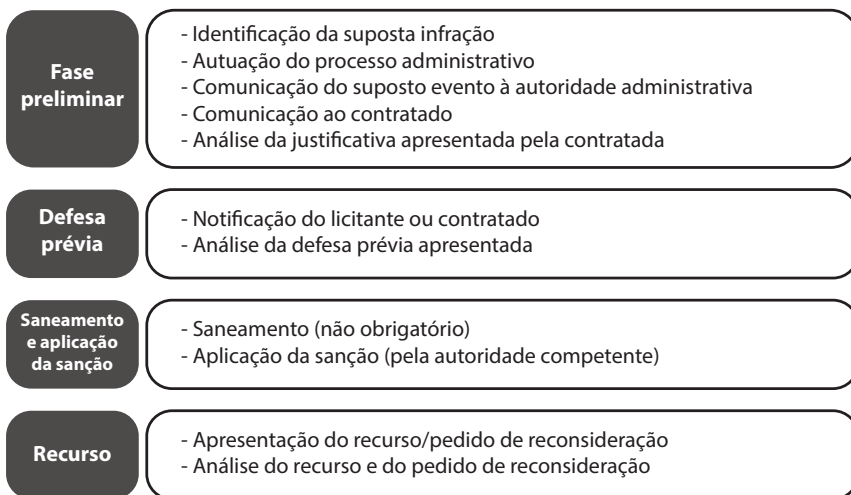 Fase
preliminar
- Identificação da suposta infração
- Autuação do processo administrativo
- Comunicação do suposto evento à autoridade administrativa
- Comunicação ao contratado
- Análise da justificativa apresentada pela contratada
Defesa
prévia
- Notificação do licitante ou contratado
- Análise da defesa prévia apresentada
Saneamento
e aplicação
da sanção
- Saneamento (não obrigatório)
- Aplicação da sanção (pela autoridade competente)
Recurso
- Apresentação do recurso/pedido de reconsideração
- Análise do recurso e do pedido de reconsideração